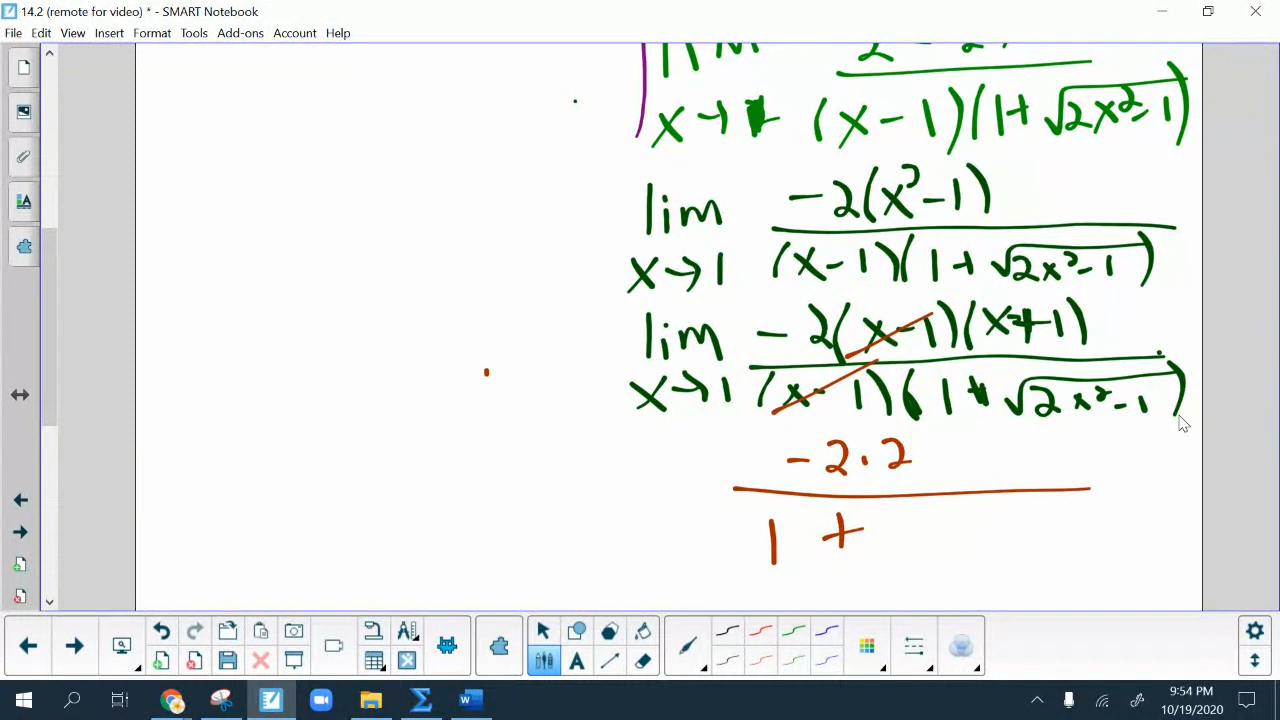 14.2 (remote for video) * - SMART Notebook
File Edit View Insert Format Tools Add-ons Account Help
lim
x→1 (x-1)(1+√2x²-1)
lim -2(x²-1)
x→1 (x-1)(1+√2x²-1)
lim -2(x-1)(x+1)
x→1 (x-1)(1+√2x²-1)
-2·2
1 +
A
9:54 PM
10/19/2020